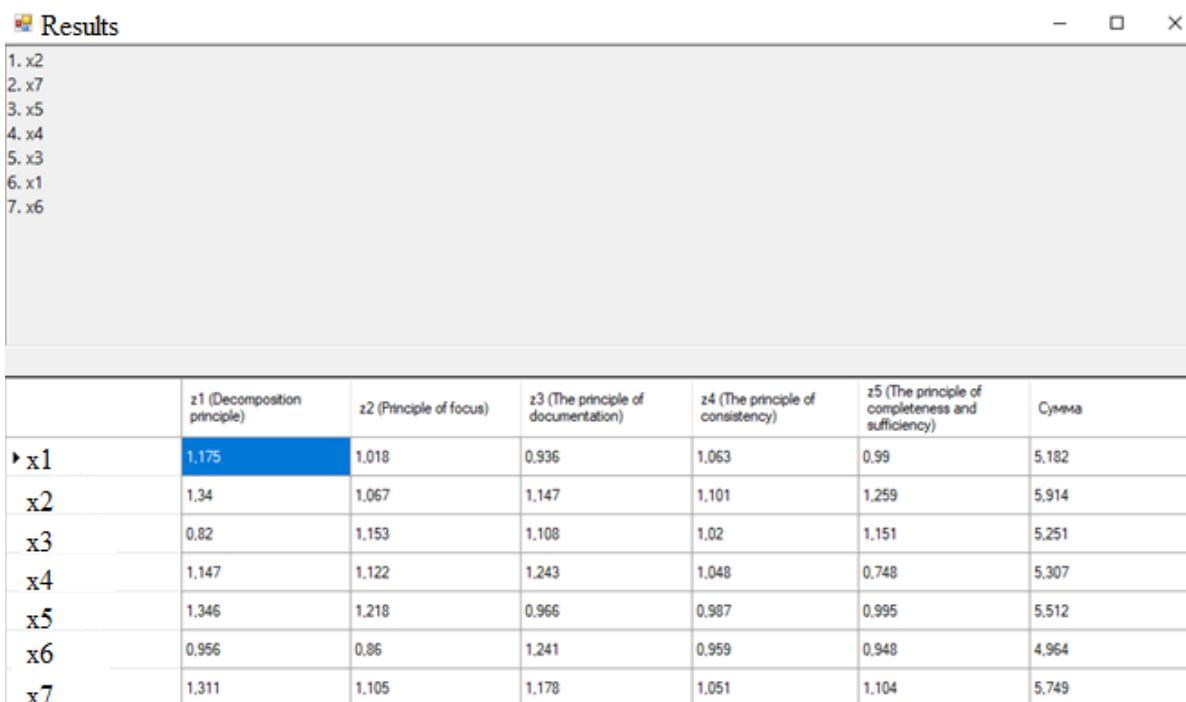 Results
1. x2
2. x7
3. x5
4. x4
5. x3
6. x1
7. x6
z1 (Decomposition principle) z2 (Principle of focus) z3 (The principle of documentation) z4 (The principle of consistency) z5 (The principle of completeness and sufficiency) Сумма
x1 1,175 1,018 0,936 1,063 0,99 5,182
x2 1,34 1,067 1,147 1,101 1,259 5,914
x3 0,82 1,153 1,108 1,02 1,151 5,251
x4 1,147 1,122 1,243 1,048 0,748 5,307
x5 1,346 1,218 0,966 0,987 0,995 5,512
x6 0,956 0,86 1,241 0,959 0,948 4,964
x7 1,311 1,105 1,178 1,051 1,104 5,749